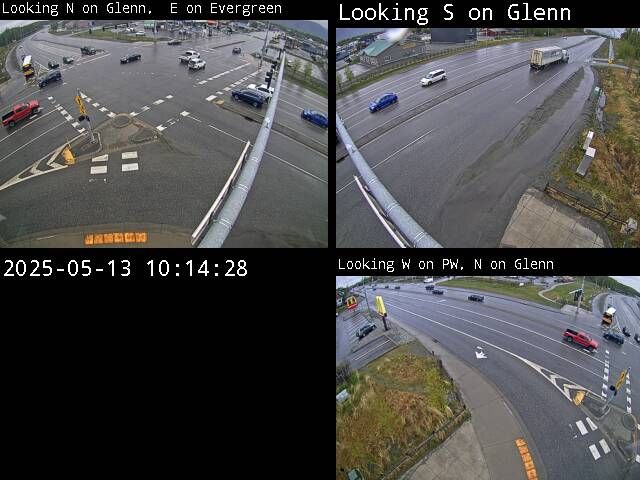 Looking N on Glenn,  E on Evergreen
Looking S on Glenn
2025-05-13 10:14:28
Looking W on PW, N on Glenn